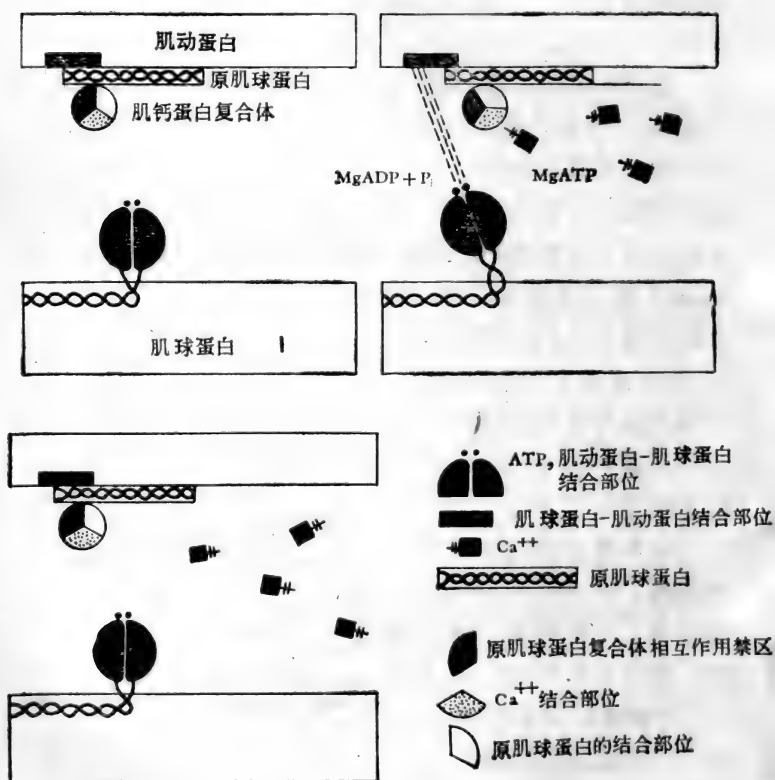 肌动蛋白
原肌球蛋白
肌钙蛋白复合体
肌球蛋白
MgADP + P
MgATP
ATP, 肌动蛋白-肌球蛋白
结合部位
肌球蛋白-肌动蛋白结合部位
Ca++
原肌球蛋白
原肌球蛋白复合体相互作用禁区
Ca++结合部位
原肌球蛋白的结合部位